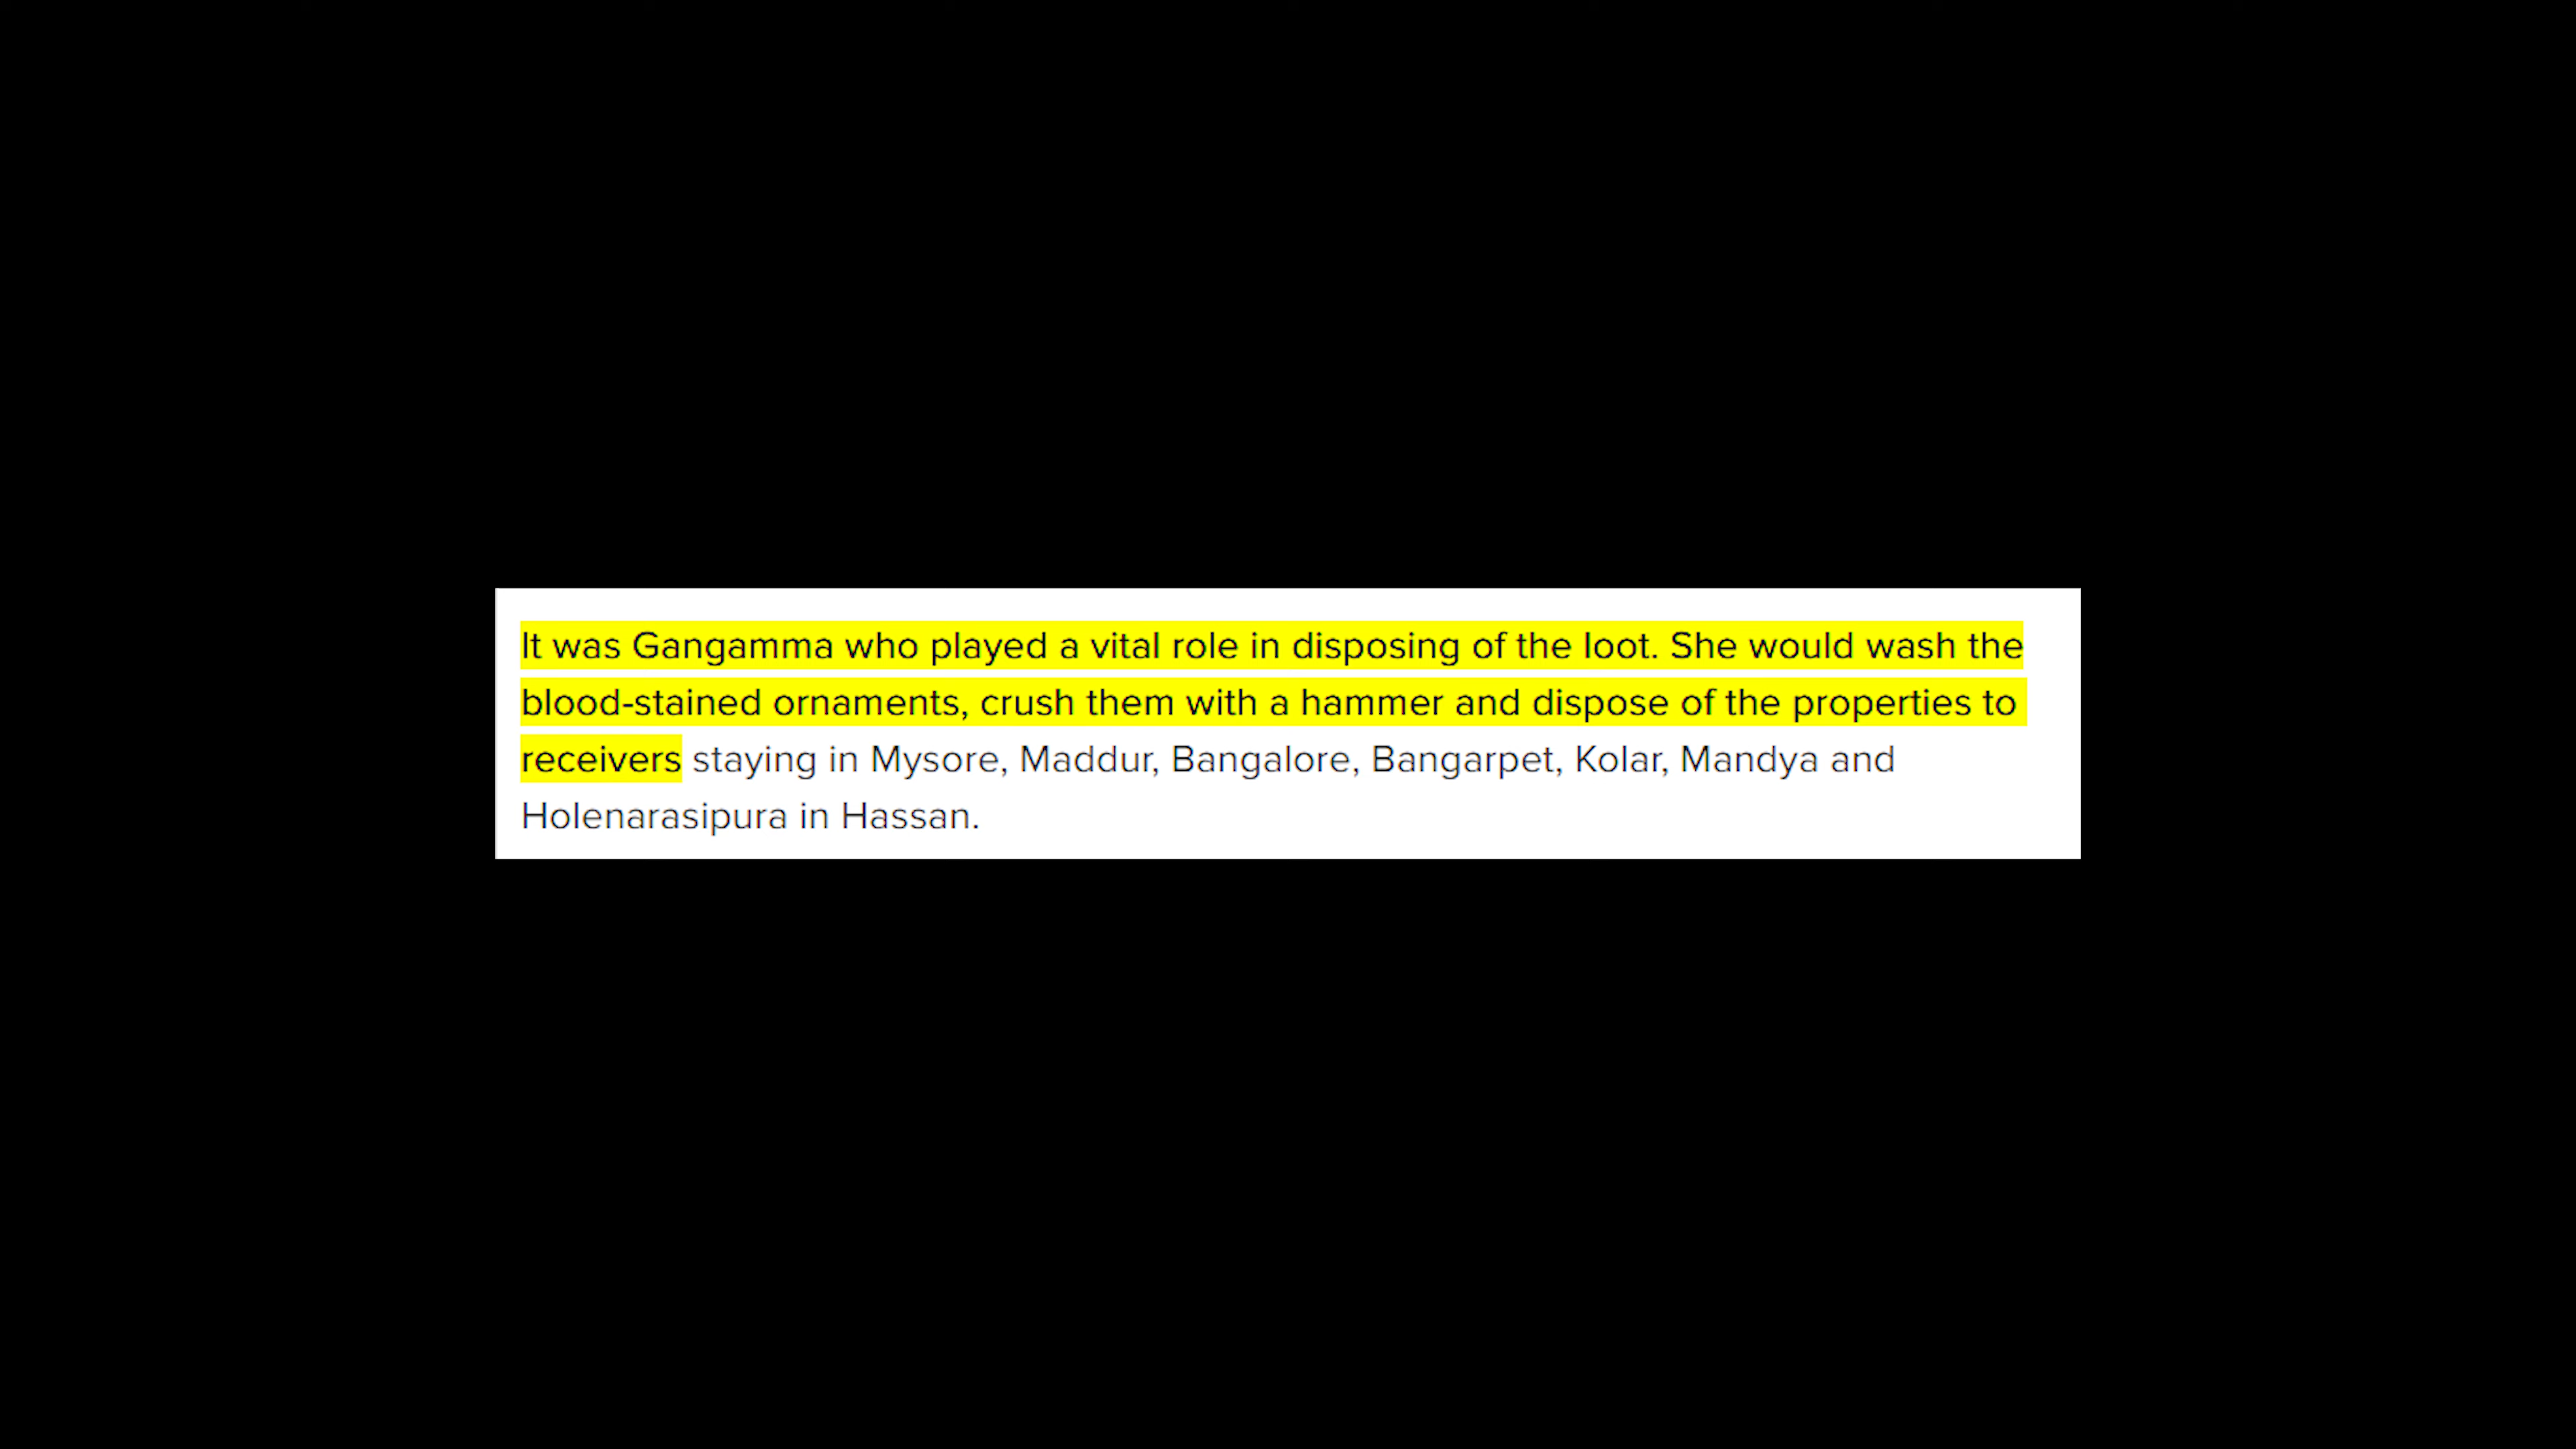 It was Gangamma who played a vital role in disposing of the loot. She would wash the
blood-stained ornaments, crush them with a hammer and dispose of the properties to
receivers staying in Mysore, Maddur, Bangalore, Bangarpet, Kolar, Mandya and
Holenarasipura in Hassan.